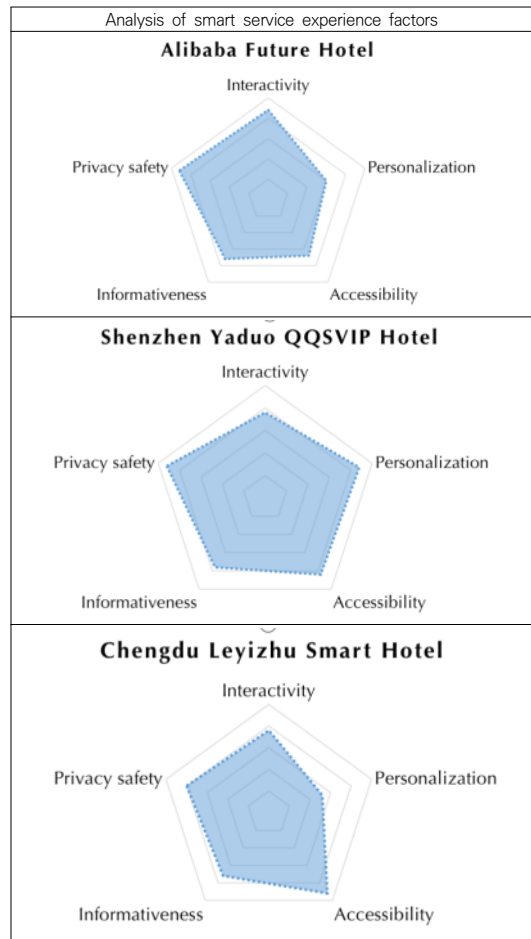 Analysis of smart service experience factors
Alibaba Future Hotel
Interactivity
Privacy safety
Personalization
Informativeness
Accessibility
Shenzhen Yaduo QQSVIP Hotel
Interactivity
Privacy safety
Personalization
Informativeness
Accessibility
Chengdu Leyizhu Smart Hotel
Interactivity
Privacy safety
Personalization
Informativeness
Accessibility